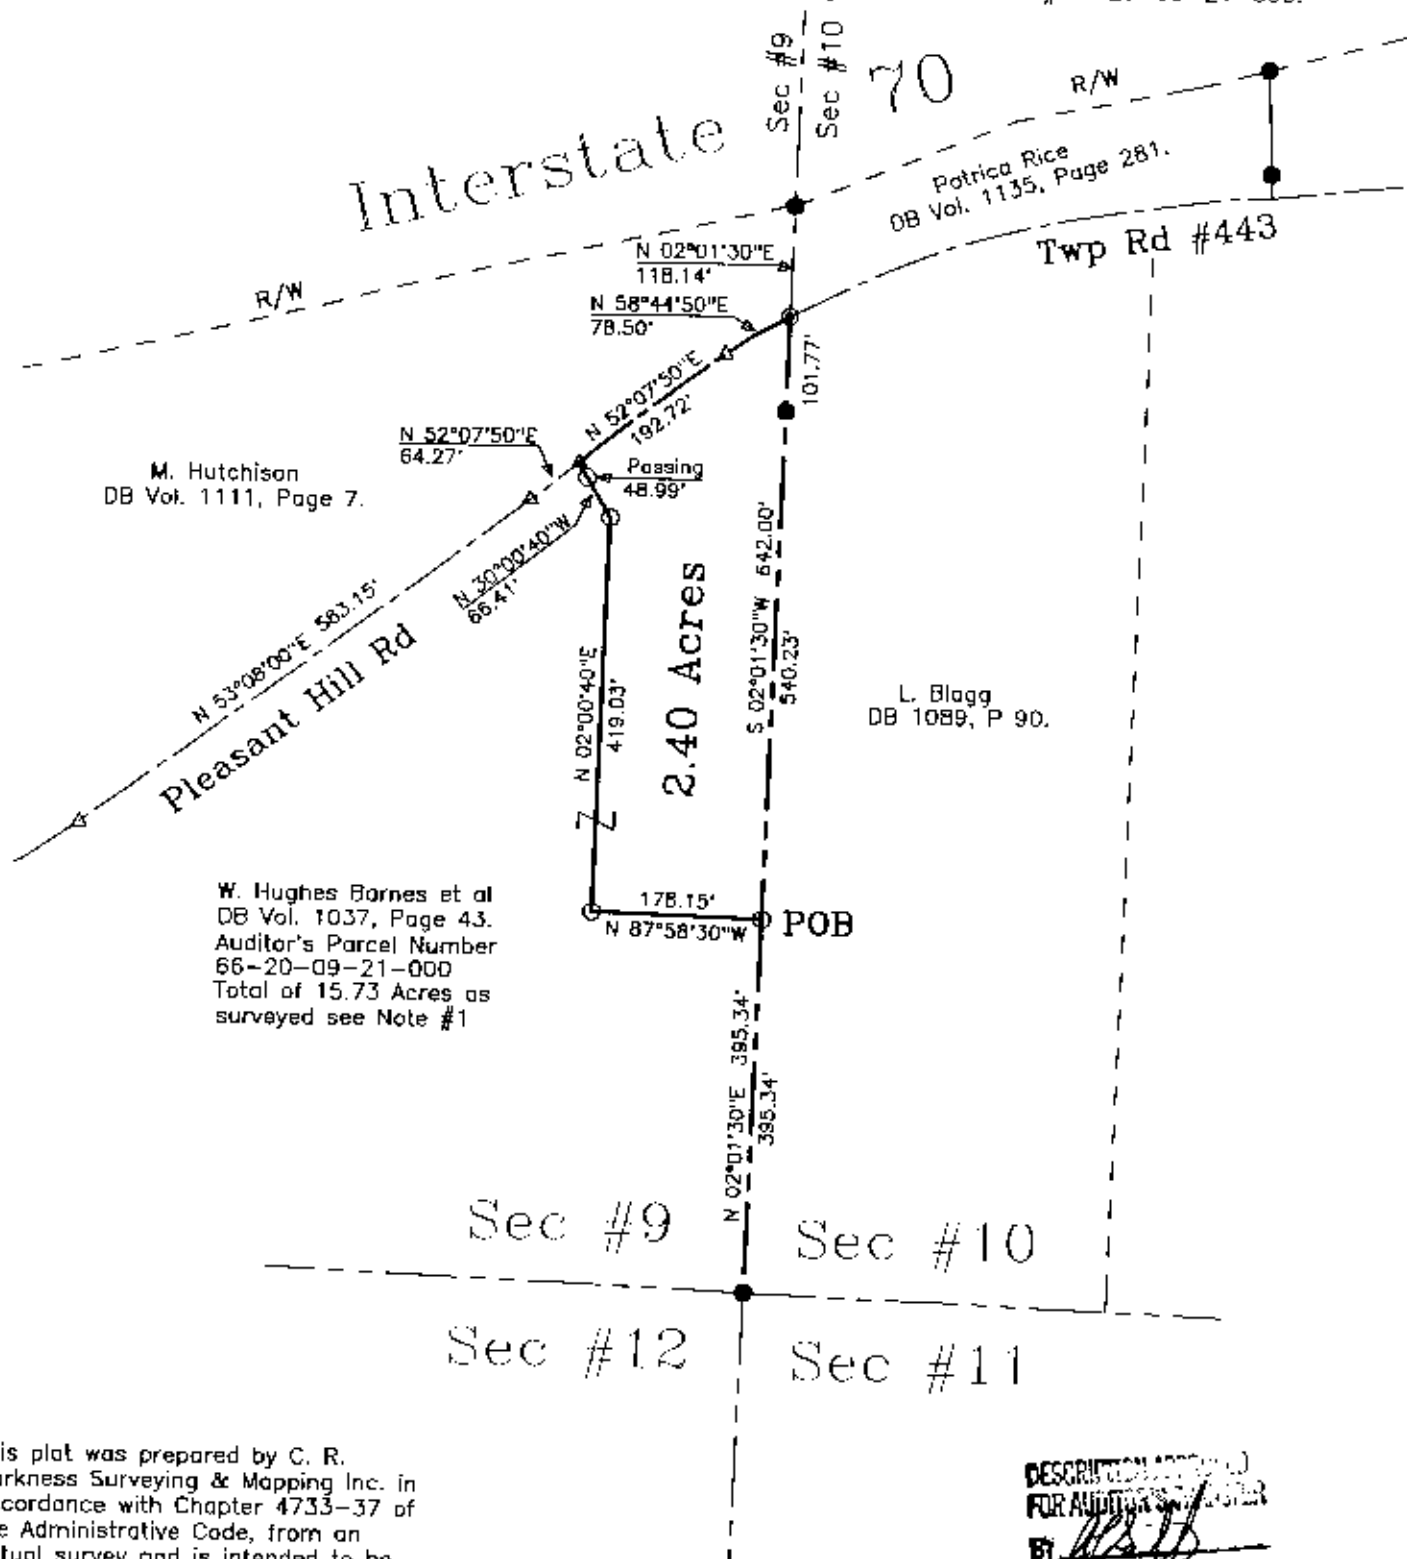 Sec #9
Sec #10
Interstate 70
R/W
Patrica Rice
DB Vol. 1135, Page 281.
Twp Rd #443
N 02°01'30"E
118.14'
R/W
N 58°44'50"E
78.50'
101.77'
N 52°07'50"E
192.72'
N 52°07'50"E
64.27'
Passing
48.99'
M. Hutchison
DB Vol. 1111, Page 7.
N 30°00'40"W
66.41'
N 53°08'00"E 583.15'
Pleasant Hill Rd
2.40 Acres
S 02°01'30"W 642.00'
540.23'
N 02°00'40"E
419.03'
L. Blagg
DB 1089, P 90.
W. Hughes Barnes et al
DB Vol. 1037, Page 43.
Auditor's Parcel Number
66-20-09-21-000
Total of 15.73 Acres as
surveyed see Note #1
178.15'
N 87°58'30"W
POB
N 02°01'30"E 395.34'
395.34'
Sec #9
Sec #10
Sec #12
Sec #11
is plat was prepared by C. R.
rkness Surveying & Mapping Inc. in
cordance with Chapter 4733-37 of
e Administrative Code, from an
tual survey and is intended to be
DESCRIPTION
FOR AUDITOR'S
BY